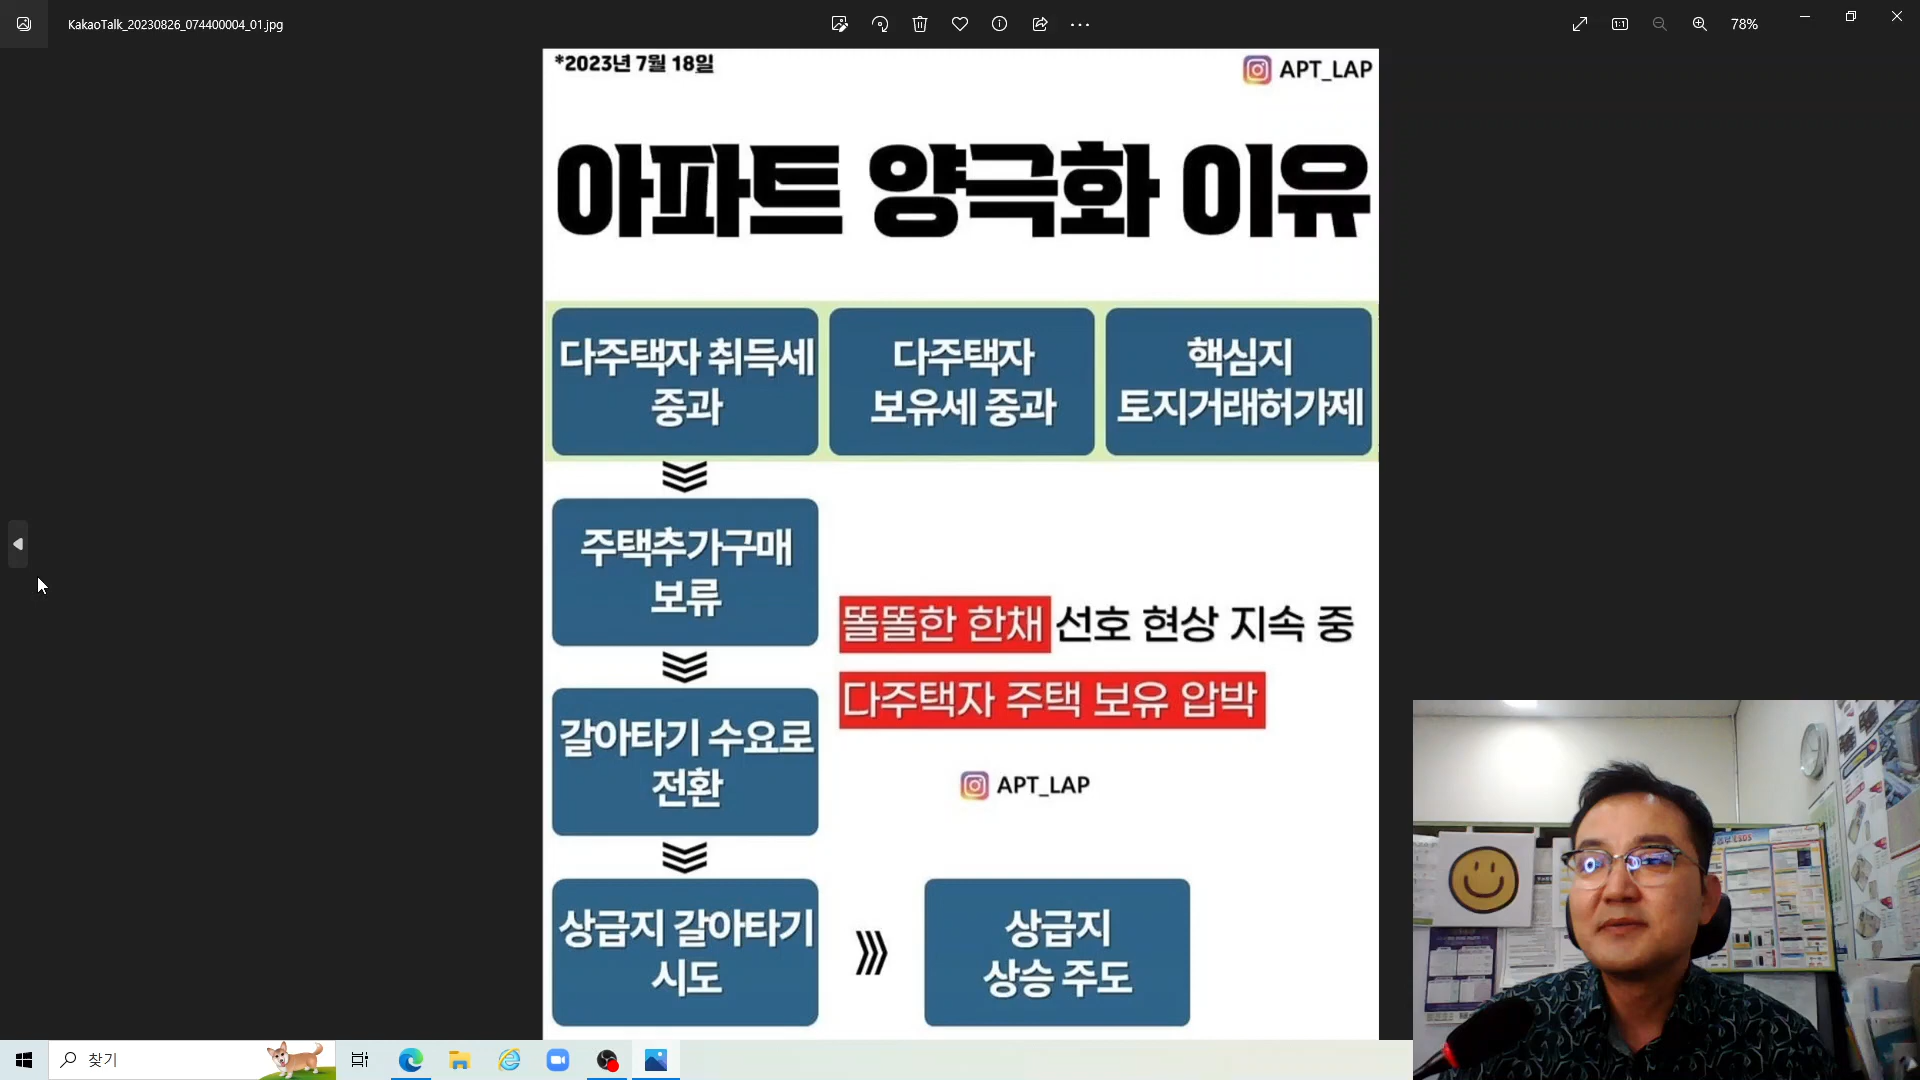 KakaoTalk_20230826_074400004_01.jpg
78%
*2023년 7월 18일
APT_LAP
아파트 양극화 이유
다주택자 취득세
중과
다주택자
보유세 중과
핵심지
토지거래허가제
주택추가구매
보류
똘똘한 한채 선호 현상 지속 중
다주택자 주택 보유 압박
갈아타기 수요로
전환
APT_LAP
상급지 갈아타기
시도
상급지
상승 주도
찾기